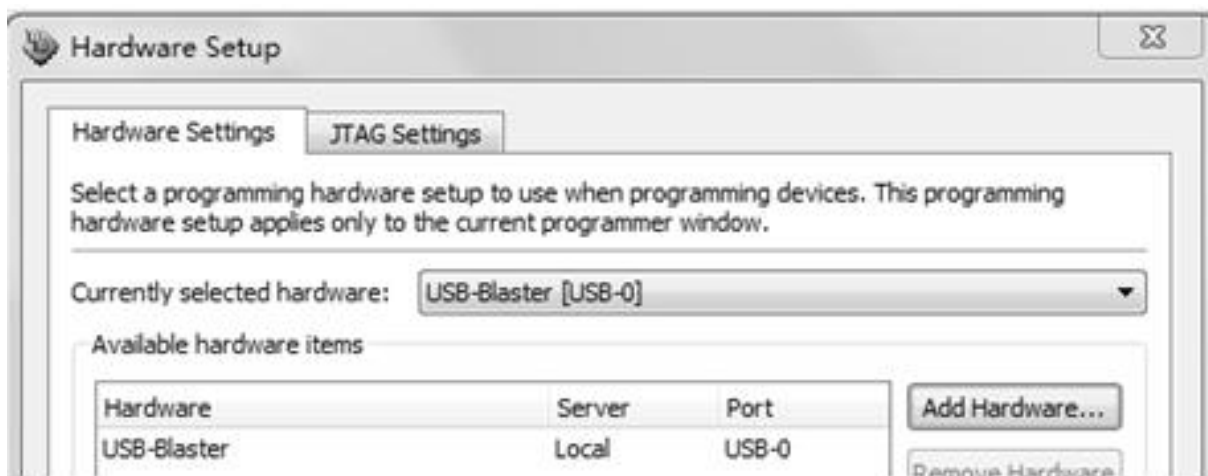 Hardware Setup
Hardware Settings
JTAG Settings
Select a programming hardware setup to use when programming devices. This programming
hardware setup applies only to the current programmer window.
Currently selected hardware:
USB-Blaster [USB-0]
Available hardware items
Hardware Server Port
USB-Blaster Local USB-0
Add Hardware...
Remove Hardware